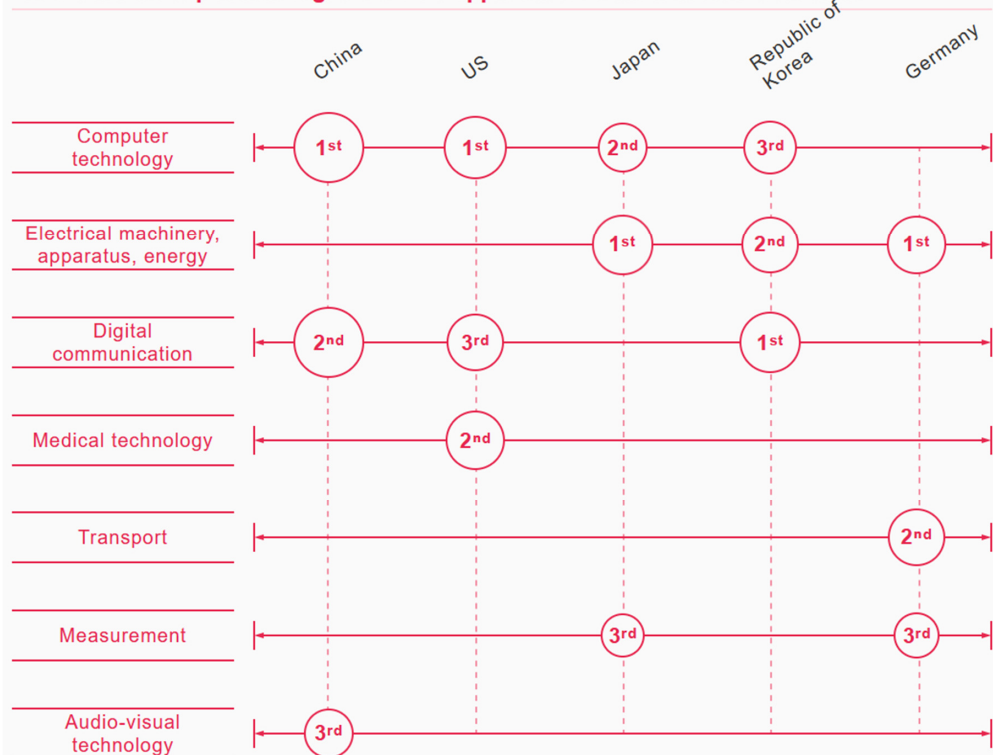 China
US
Japan
Republic of
Korea
Germany
Computer
technology
1st
1st
2nd
3rd
Electrical machinery,
apparatus, energy
1st
2nd
1st
Digital
communication
2nd
3rd
1st
Medical technology
2nd
Transport
2nd
Measurement
3rd
3rd
Audio-visual
technology
3rd